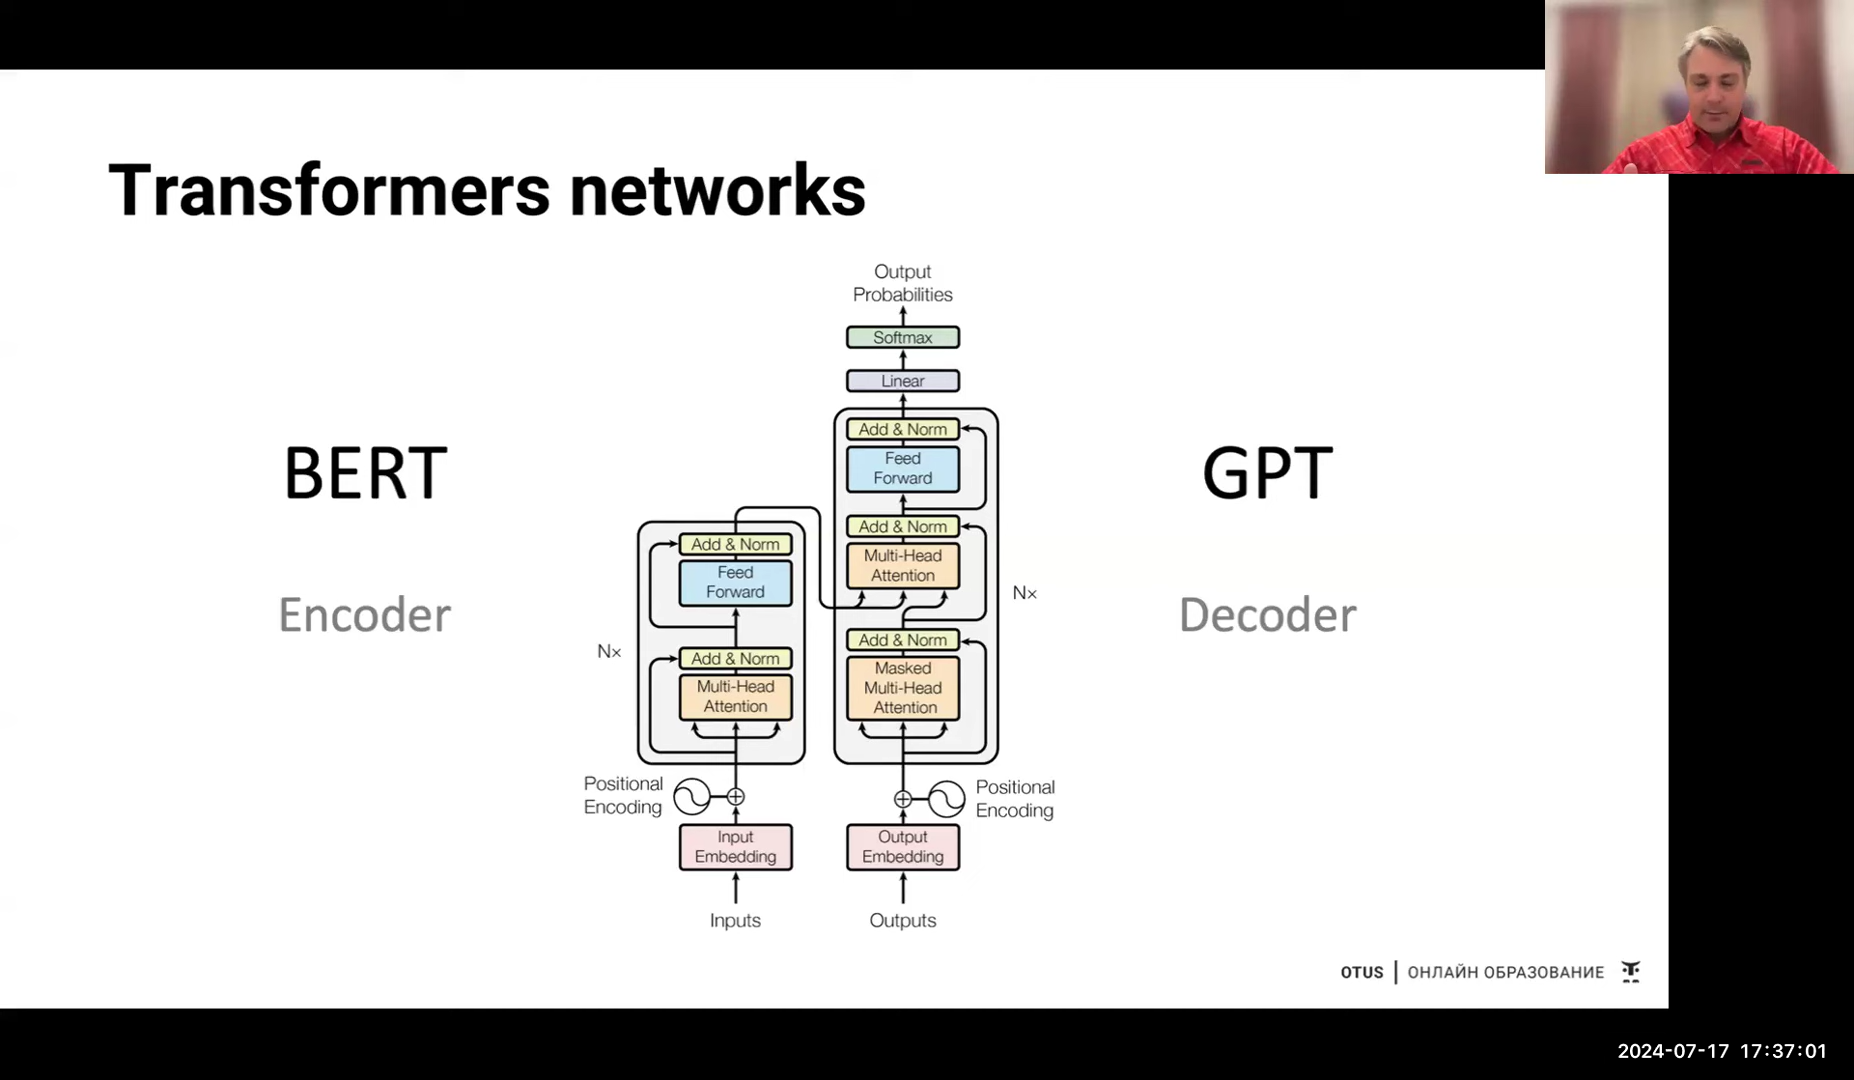 Transformers networks
Output
Probabilities
Softmax
Linear
Add & Norm
Feed
Forward
Add & Norm
Multi-Head
Attention
Add & Norm
Masked
Multi-Head
Attention
Nx
Positional
Encoding
Output
Embedding
Outputs
BERT
Encoder
Add & Norm
Feed
Forward
Add & Norm
Multi-Head
Attention
Nx
Positional
Encoding
Input
Embedding
Inputs
GPT
Decoder
OTUS | ОНЛАЙН ОБРАЗОВАНИЕ
2024-07-17 17:37:01